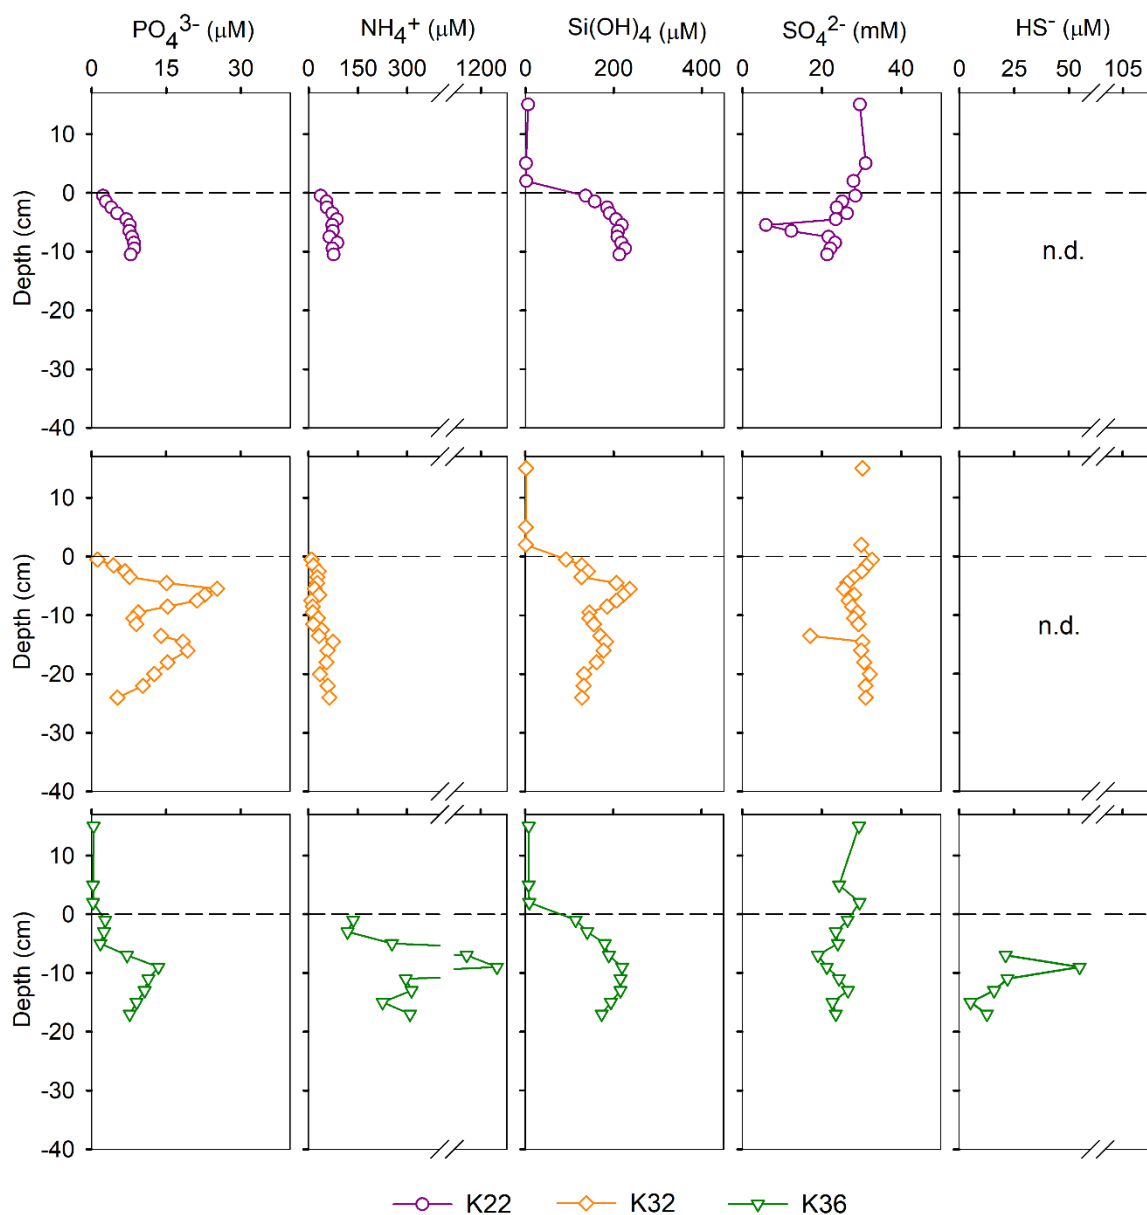 PO₄³⁻ (μM) NH₄⁺ (μM) Si(OH)₄ (μM) SO₄²⁻ (mM) HS⁻ (μM)
0 15 30 0 150 300 1200 0 200 400 0 20 40 0 25 50 105
10
0
-10
-20
-30
-40
Depth (cm)
n.d.
10
0
-10
-20
-30
-40
Depth (cm)
n.d.
10
0
-10
-20
-30
-40
Depth (cm)
K22 K32 K36